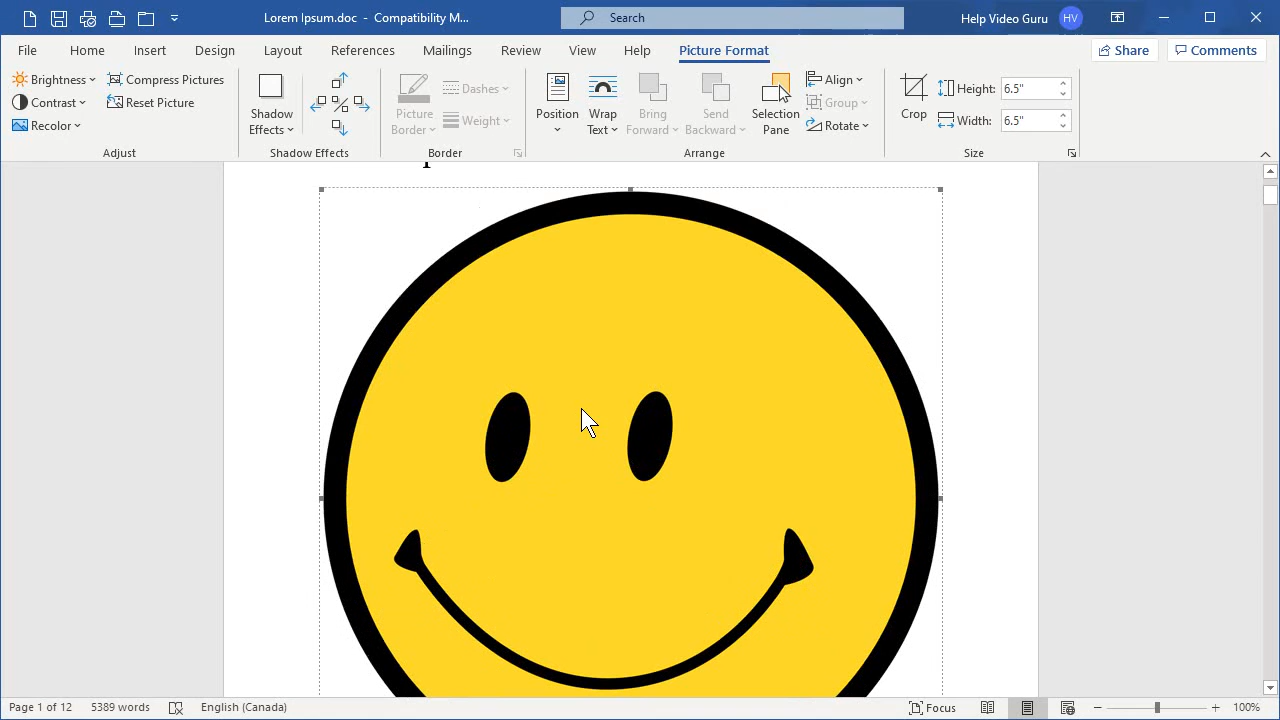 Lorem Ipsum.doc - Compatibility M...
Search
Help Video Guru
HV
File
Home
Insert
Design
Layout
References
Mailings
Review
View
Help
Picture Format
Share
Comments
Brightness
Contrast
Recolor
Compress Pictures
Reset Picture
Adjust
Shadow
Effects
Shadow Effects
Picture
Border
Dashes
Weight
Border
Position
Wrap
Text
Bring
Forward
Send
Backward
Selection
Pane
Align
Group
Rotate
Arrange
Crop
Height: 6.5"
Width: 6.5"
Size
Page 1 of 12
5389 words
English (Canada)
Focus
100%